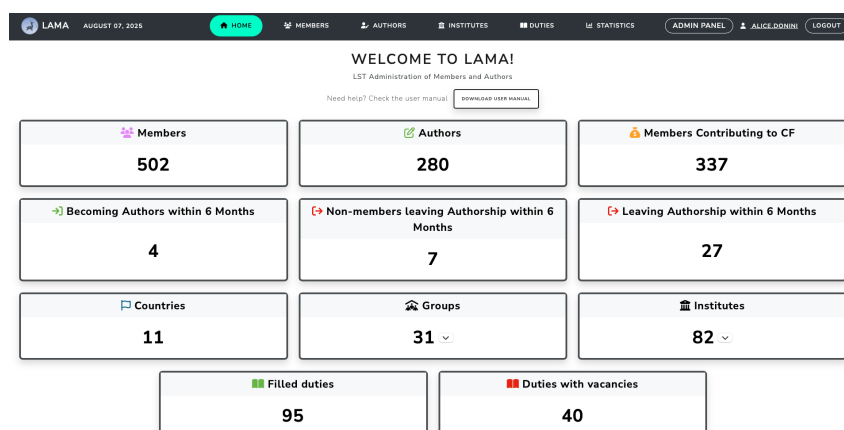 LAMA AUGUST 07, 2025 HOME MEMBERS AUTHORS INSTITUTES DUTIES STATISTICS ADMIN PANEL ALICE.DONINI LOGOUT
WELCOME TO LAMA!
LST Administration of Members and Authors
Need help? Check the user manual DOWNLOAD USER MANUAL
Members
502
Authors
280
Members Contributing to CF
337
Becoming Authors within 6 Months
4
Non-members leaving Authorship within 6
Months
7
Leaving Authorship within 6 Months
27
Countries
11
Groups
31
Institutes
82
Filled duties
95
Duties with vacancies
40